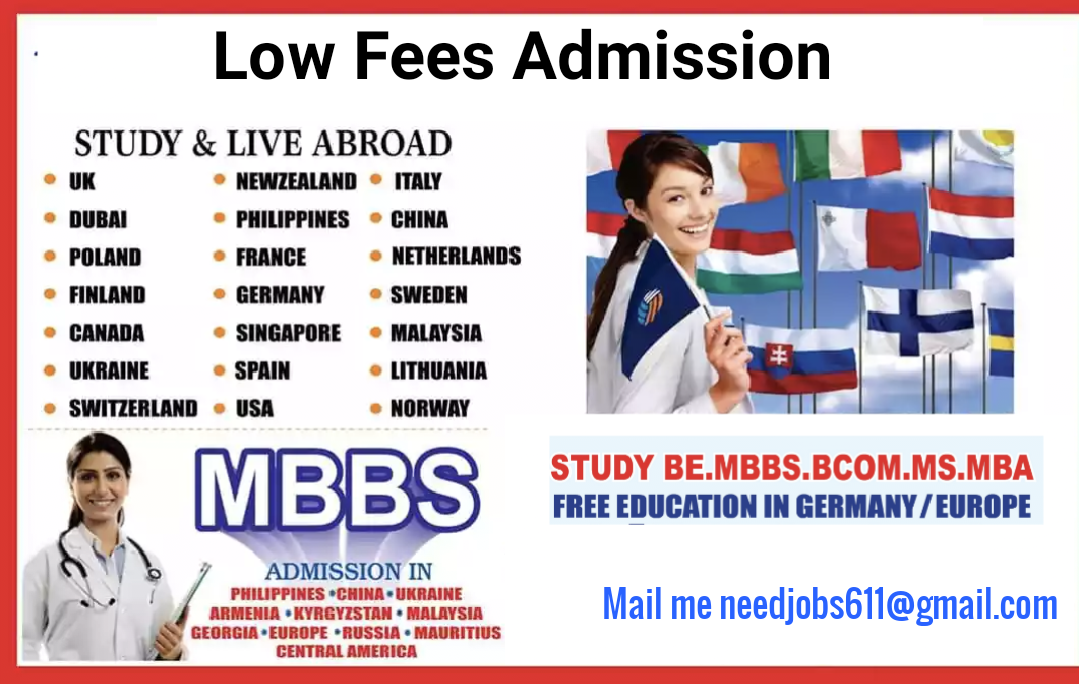 Low Fees Admission
STUDY & LIVE ABROAD
UK
DUBAI
POLAND
FINLAND
CANADA
UKRAINE
SWITZERLAND
NEWZEALAND
PHILIPPINES
FRANCE
GERMANY
SINGAPORE
SPAIN
USA
ITALY
CHINA
NETHERLANDS
SWEDEN
MALAYSIA
LITHUANIA
NORWAY
MBBS
ADMISSION IN
PHILIPPINES • CHINA • UKRAINE
ARMENIA • KYRGYZSTAN • MALAYSIA
GEORGIA • EUROPE • RUSSIA • MAURITIUS
CENTRAL AMERICA
STUDY BE.MBBS.BCOM.MS.MBA
FREE EDUCATION IN GERMANY/EUROPE
Mail me needjobs611@gmail.com